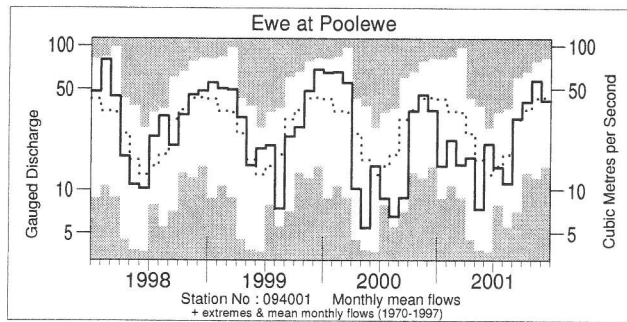 Ewe at Poolewe
100 100
50 50
10 10
5 5
Gauged Discharge
Cubic Metres per Second
1998 1999 2000 2001
Station No : 094001 Monthly mean flows
+ extremes & mean monthly flows (1970-1997)